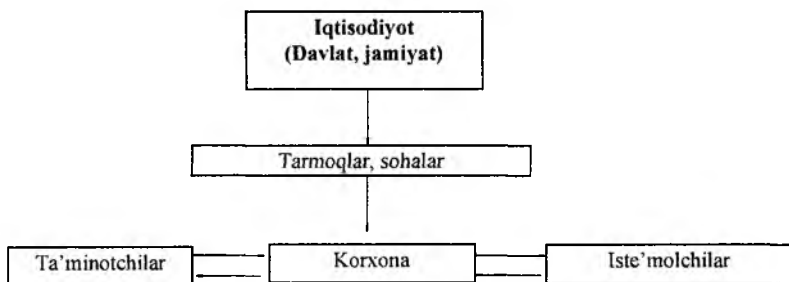 Iqtisodiyot
(Davlat, jamiyat)
Tarmoqlar, sohalar
Ta’minotchilar
Korxona
Iste’molchilar